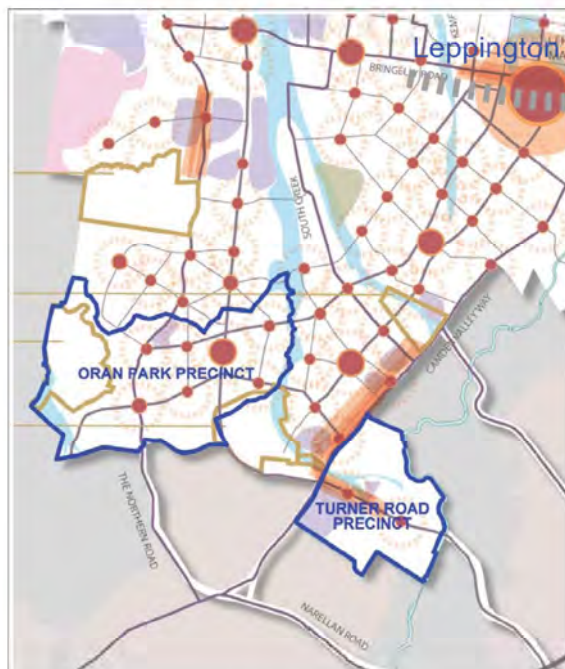 Leppington
BRINGELLY ROAD
SOUTH CREEK
CAMDEN VALLEY WAY
ORAN PARK PRECINCT
TURNER ROAD
PRECINCT
THE NORTHERN ROAD
NARELLAN ROAD